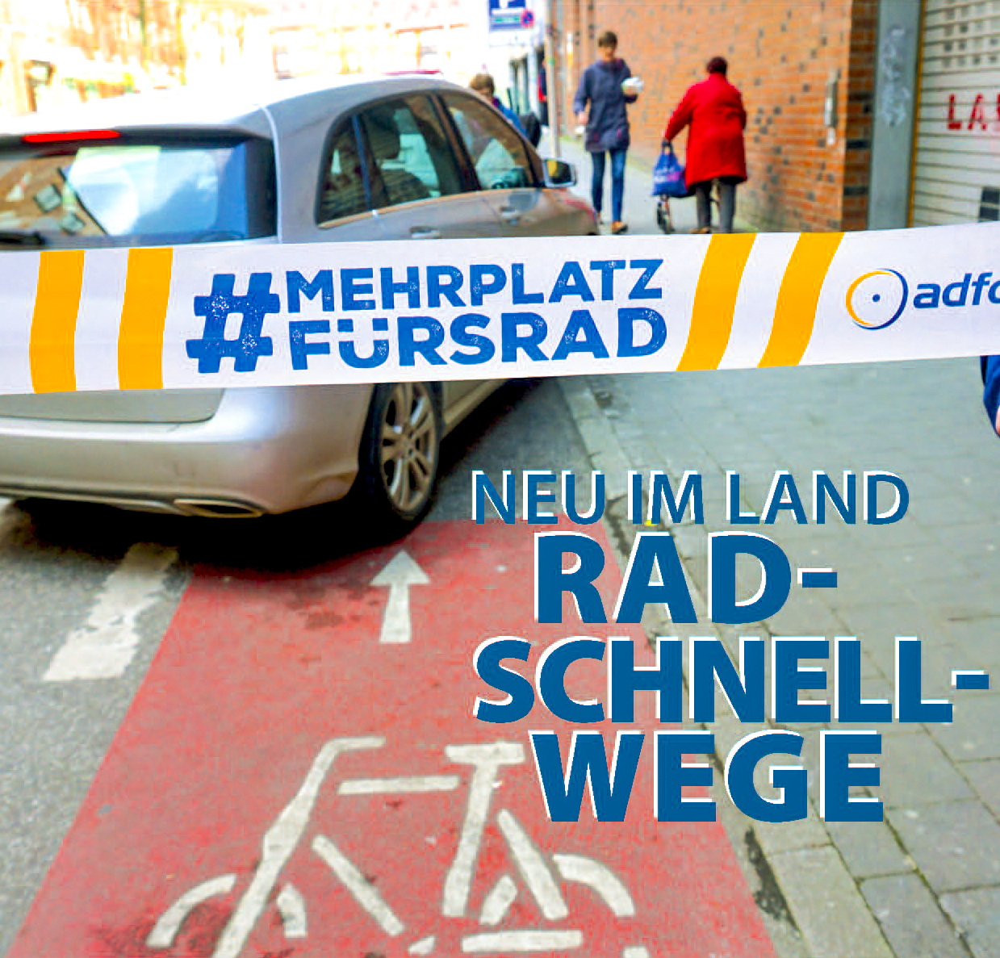 #MEHRPLATZ
FÜRSRAD
adfc
NEU IM LAND
RAD-
SCHNELL-
WEGE